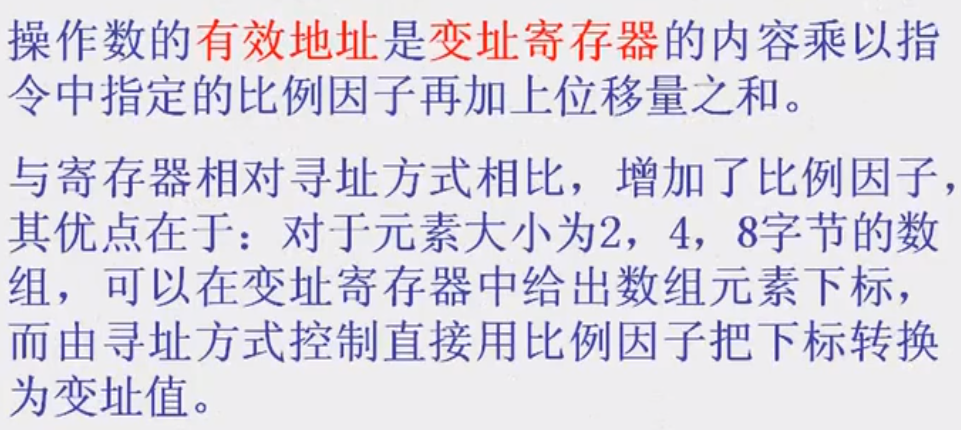 操作数的有效地址是变址寄存器的内容乘以指
令中指定的比例因子再加上位移量之和。
与寄存器相对寻址方式相比，增加了比例因子，
其优点在于：对于元素大小为2，4，8字节的数
组，可以在变址寄存器中给出数组元素下标，
而由寻址方式控制直接用比例因子把下标转换
为变址值。